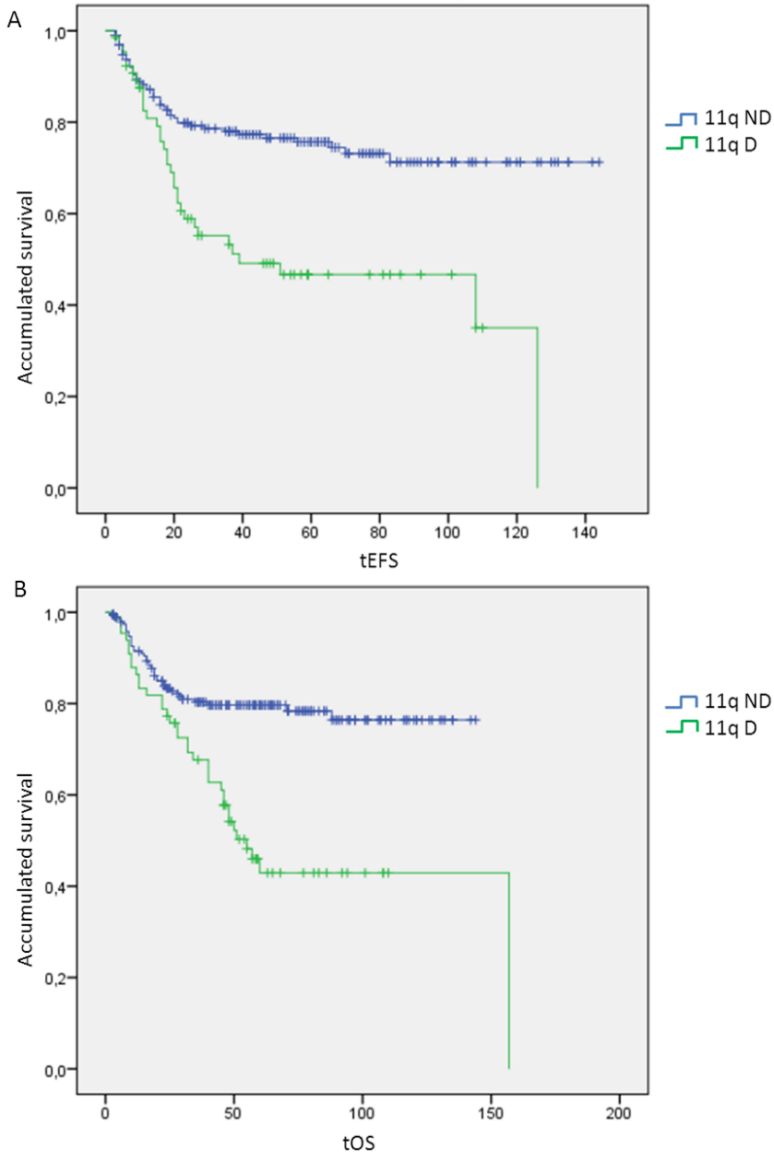 A
Accumulated survival
1,0
0,8
0,6
0,4
0,2
0,0
0 20 40 60 80 100 120 140
tEFS
11q ND
11q D
B
Accumulated survival
1,0
0,8
0,6
0,4
0,2
0,0
0 50 100 150 200
tOS
11q ND
11q D